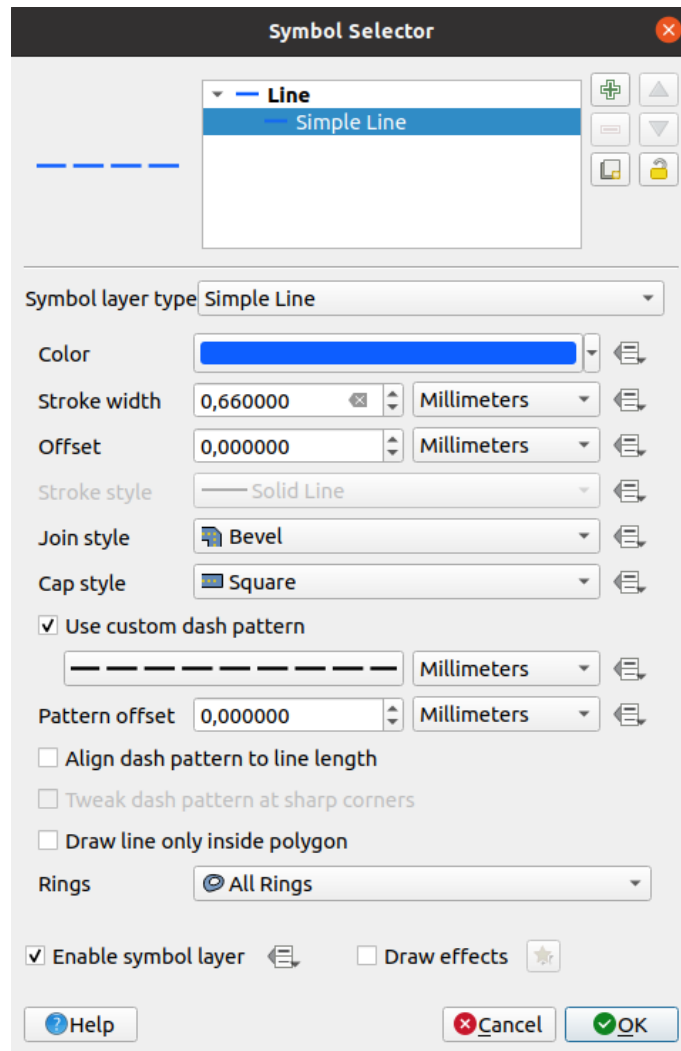 Symbol Selector
Line
Simple Line
Symbol layer type Simple Line
Color
Stroke width 0,660000 Millimeters
Offset 0,000000 Millimeters
Stroke style Solid Line
Join style Bevel
Cap style Square
Use custom dash pattern
Millimeters
Pattern offset 0,000000 Millimeters
Align dash pattern to line length
Tweak dash pattern at sharp corners
Draw line only inside polygon
Rings All Rings
Enable symbol layer Draw effects
Help Cancel OK